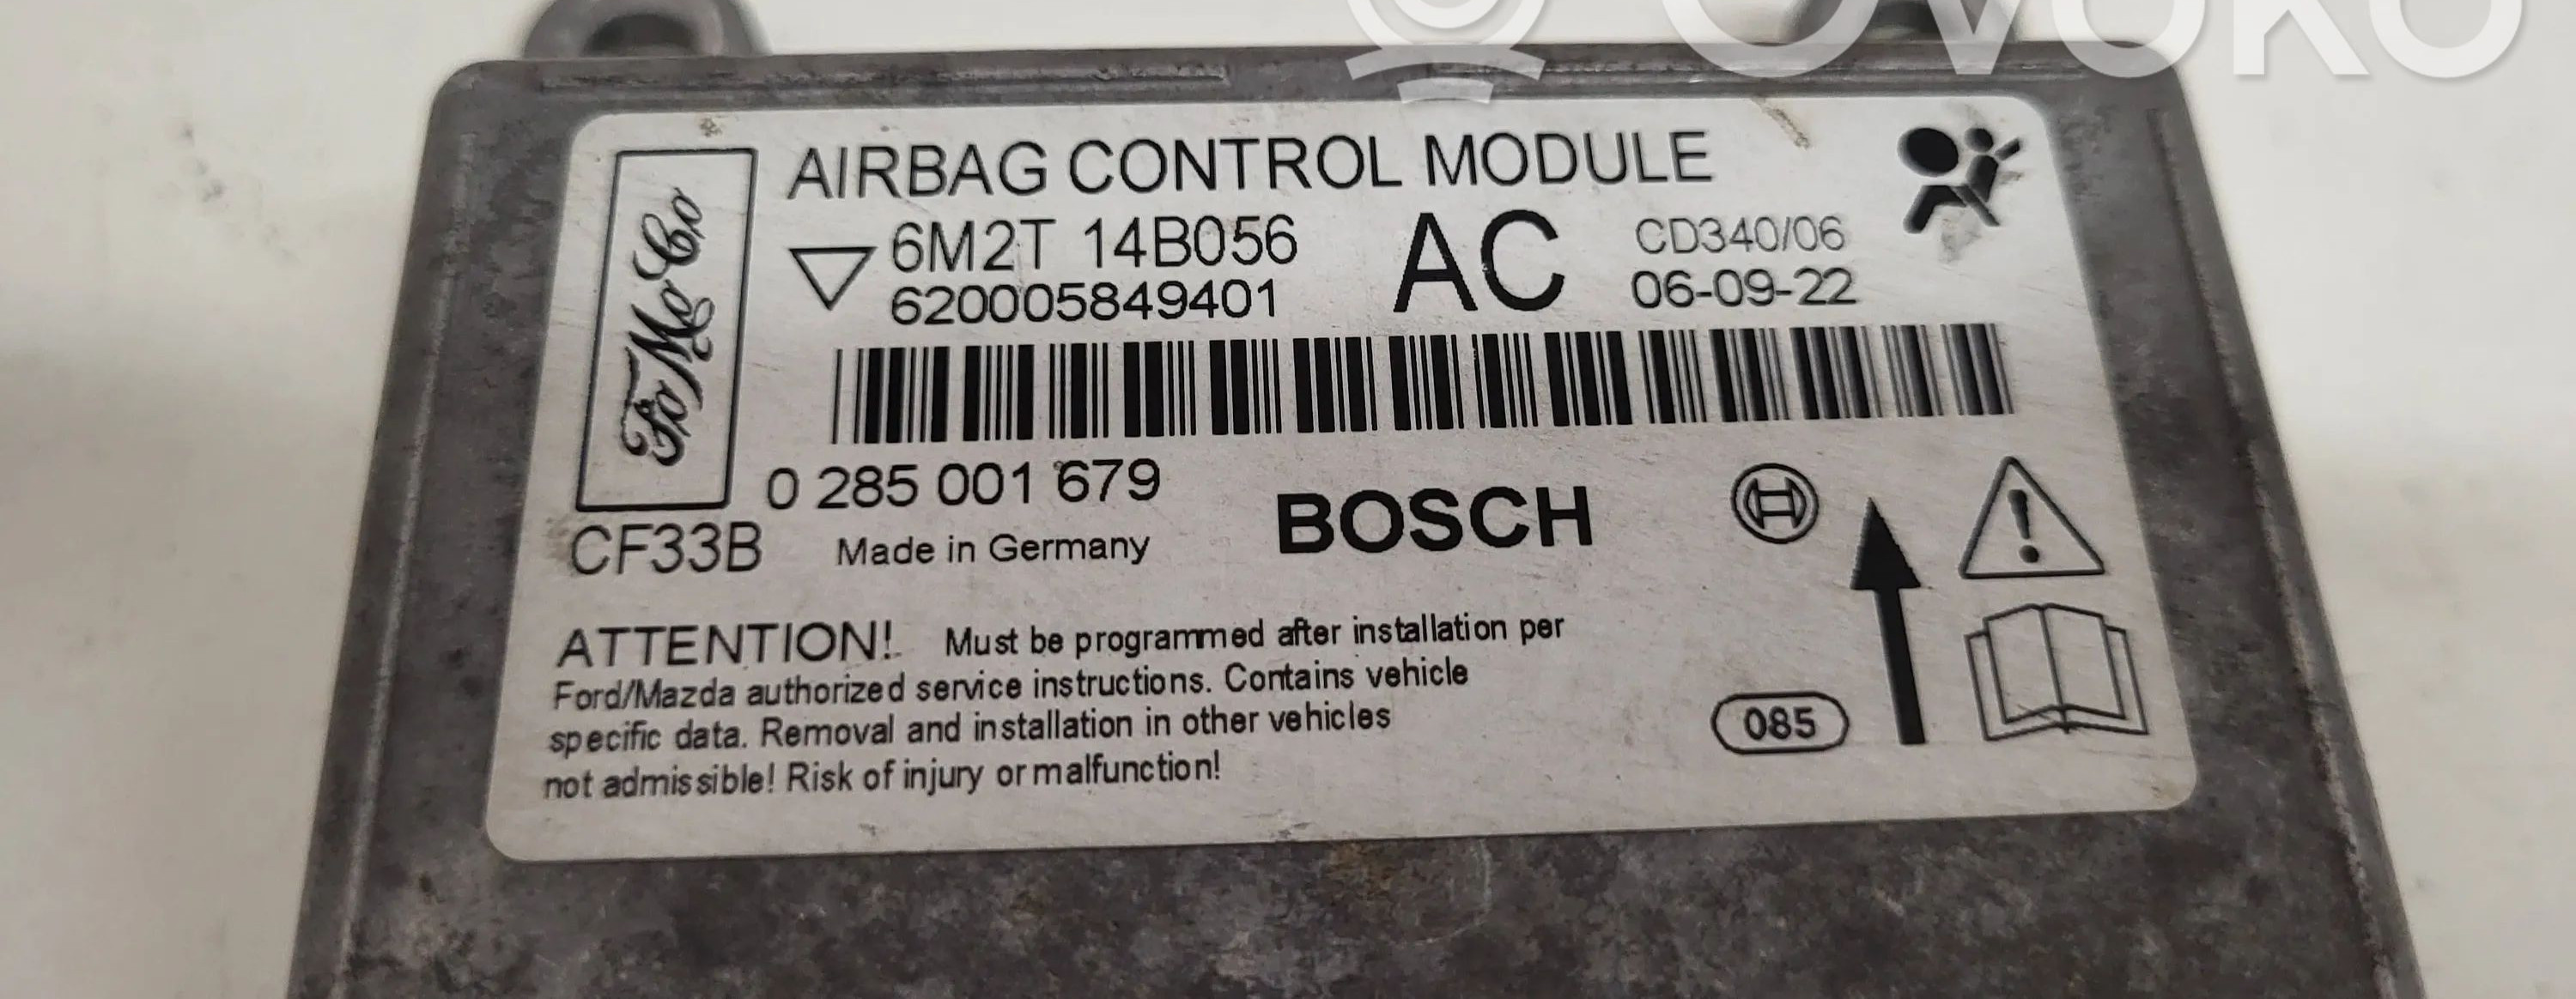 OVOKO
AIRBAG CONTROL MODULE
FoMoCo
6M2T 14B056 AC CD340/06
620005849401 06-09-22
0 285 001 679
BOSCH
CF33B Made in Germany
ATTENTION! Must be programmed after installation per
Ford/Mazda authorized service instructions. Contains vehicle
specific data. Removal and installation in other vehicles
085
not admissible! Risk of injury or malfunction!